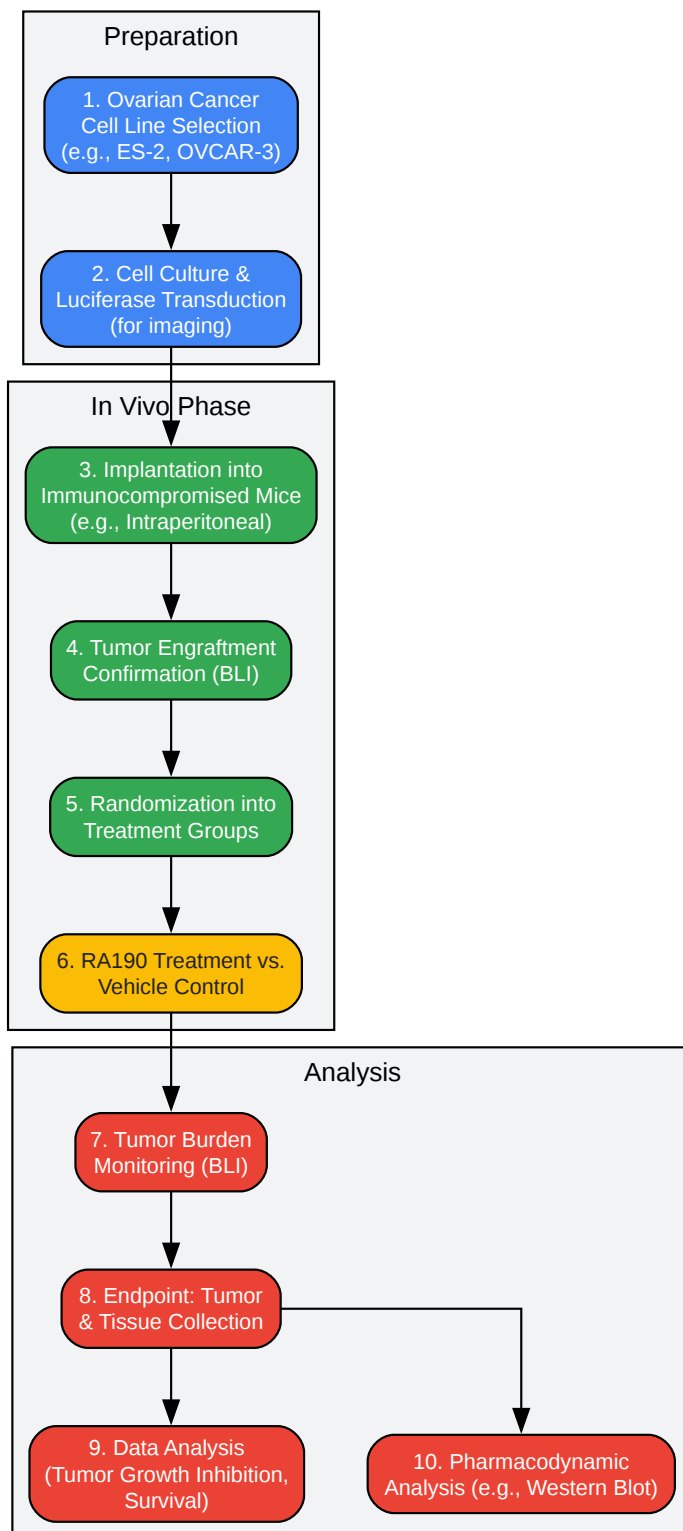 Preparation
1. Ovarian Cancer
Cell Line Selection
(e.g., ES-2, OVCAR-3)
2. Cell Culture &
Luciferase Transduction
(for imaging)
In Vivo Phase
3. Implantation into
Immunocompromised Mice
(e.g., Intraperitoneal)
4. Tumor Engraftment
Confirmation (BLI)
5. Randomization into
Treatment Groups
6. RA190 Treatment vs.
Vehicle Control
Analysis
7. Tumor Burden
Monitoring (BLI)
8. Endpoint: Tumor
& Tissue Collection
9. Data Analysis
(Tumor Growth Inhibition,
Survival)
10. Pharmacodynamic
Analysis (e.g., Western Blot)